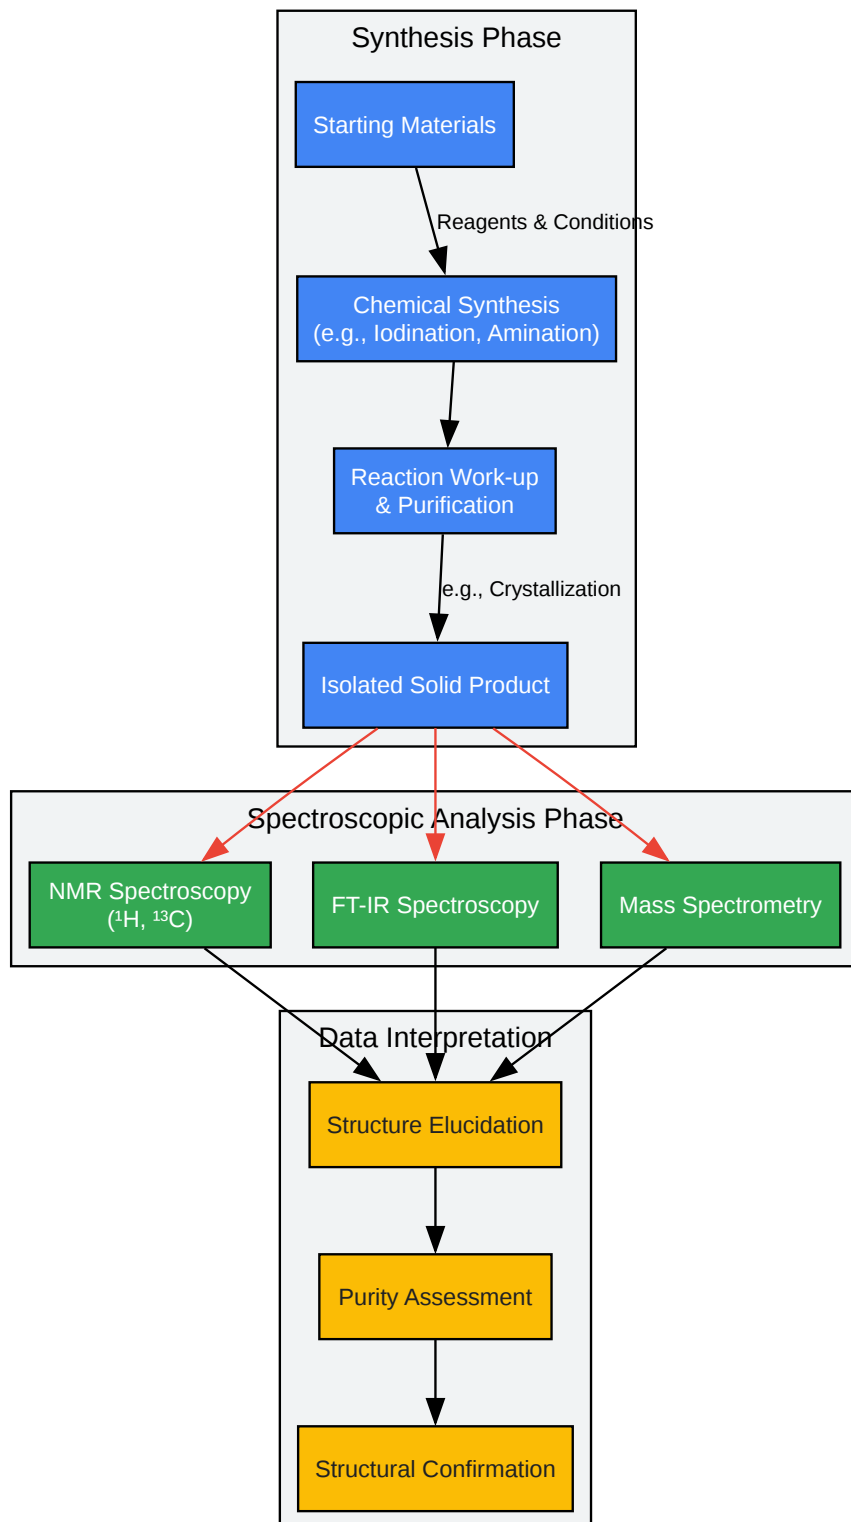 Synthesis Phase
Starting Materials
Reagents & Conditions
Chemical Synthesis
(e.g., Iodination, Amination)
Reaction Work-up
& Purification
e.g., Crystallization
Isolated Solid Product
Spectroscopic Analysis Phase
NMR Spectroscopy
(¹H, ¹³C)
FT-IR Spectroscopy
Mass Spectrometry
Data Interpretation
Structure Elucidation
Purity Assessment
Structural Confirmation